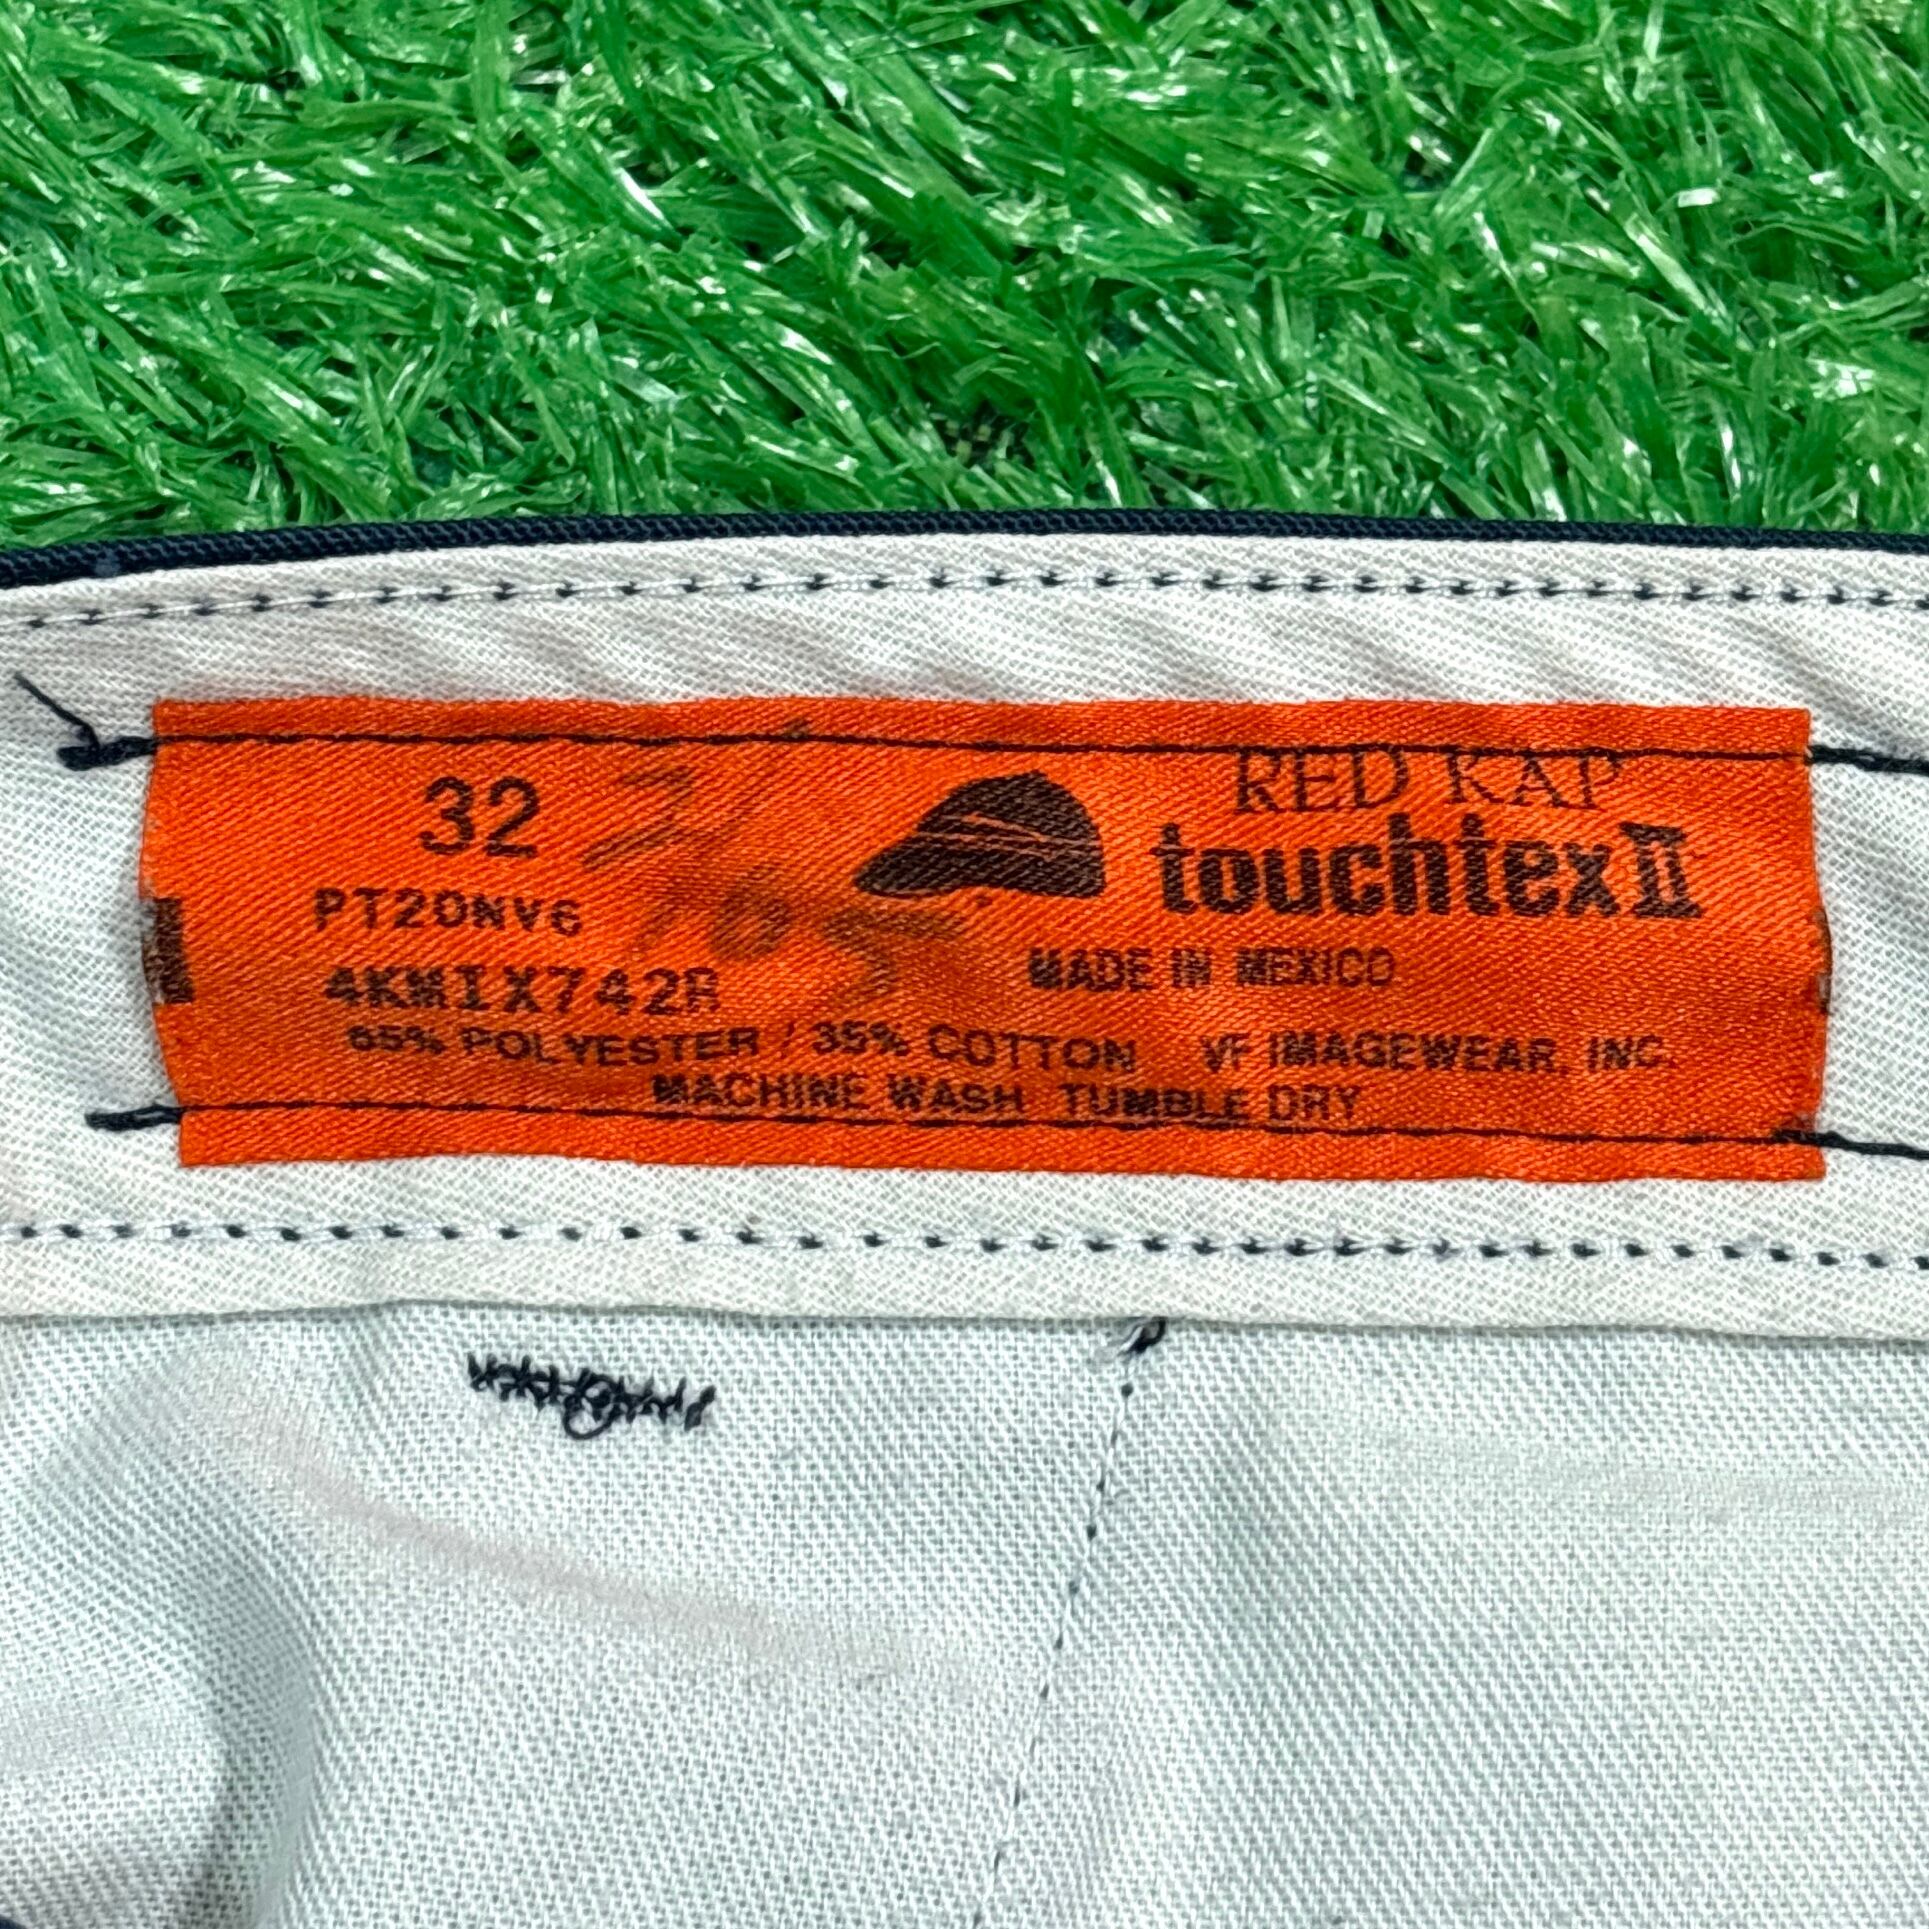 32
PT20NV6
4KMIX742R
RED KAP
touchtex II
MADE IN MEXICO
65% POLYESTER / 35% COTTON VF IMAGEWEAR, INC.
MACHINE WASH TUMBLE DRY